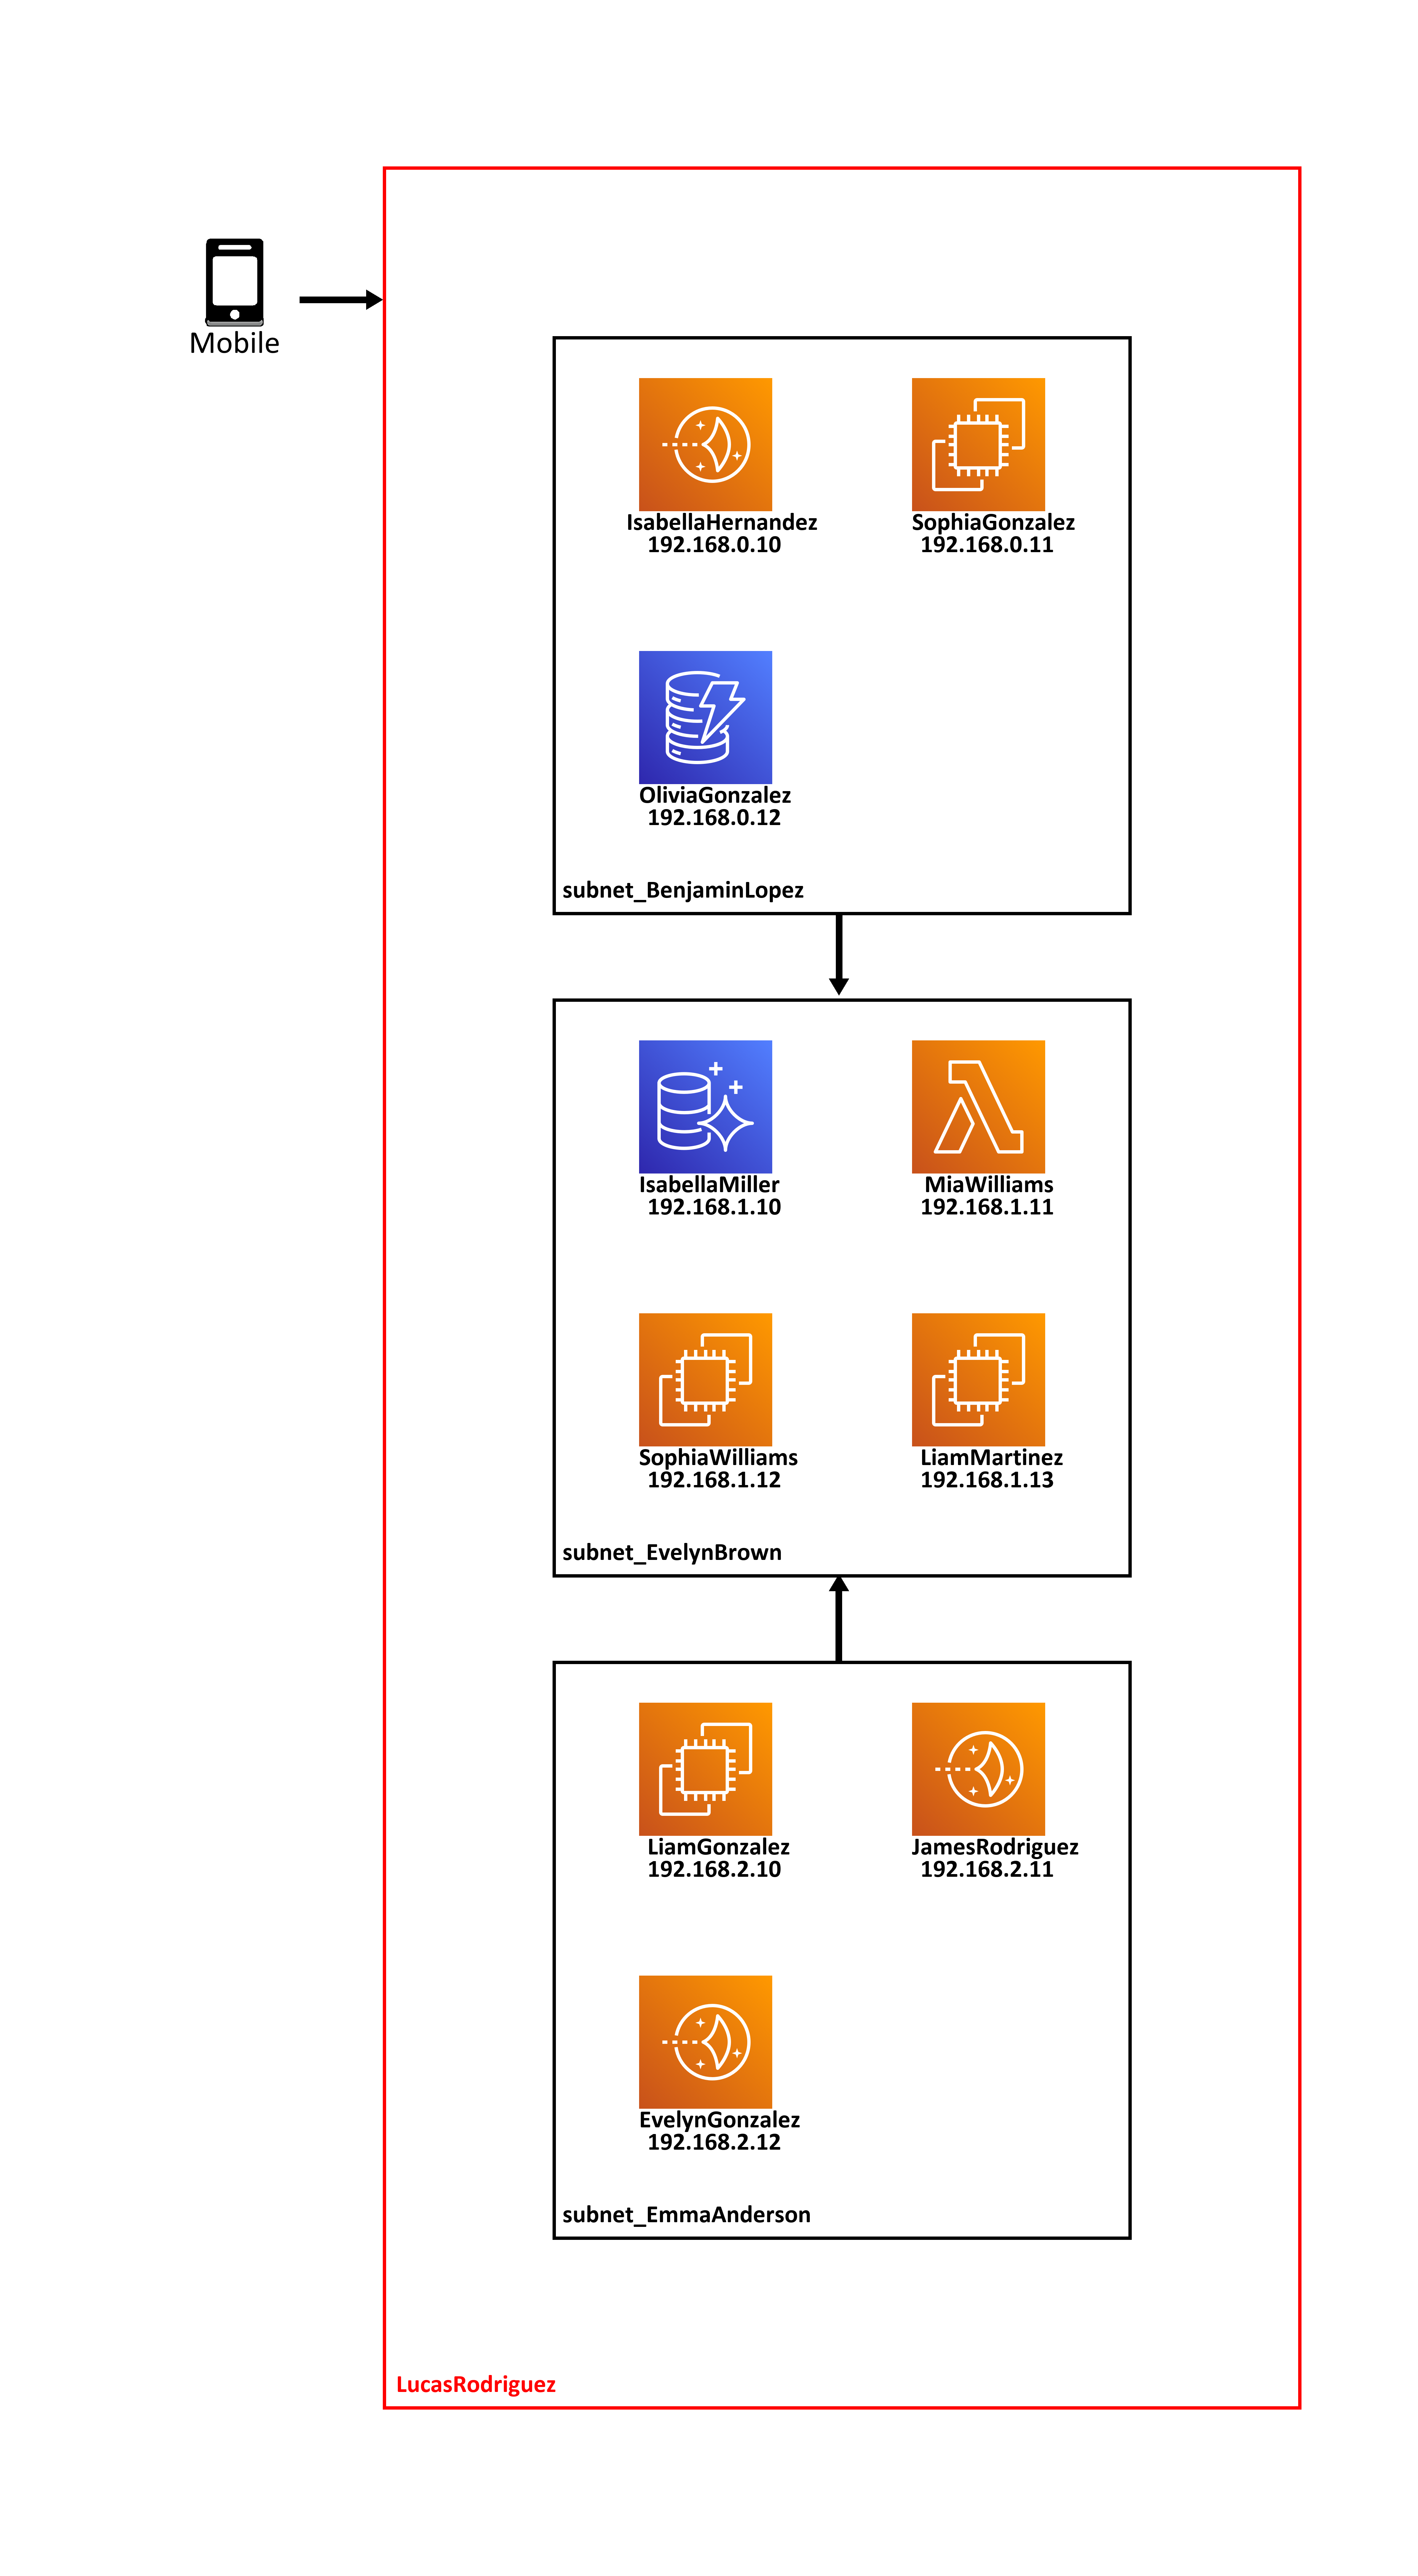 Mobile
IsabellaHernandez
192.168.0.10
SophiaGonzalez
192.168.0.11
OliviaGonzalez
192.168.0.12
subnet_BenjaminLopez
IsabellaMiller
192.168.1.10
MiaWilliams
192.168.1.11
SophiaWilliams
192.168.1.12
LiamMartinez
192.168.1.13
subnet_EvelynBrown
LiamGonzalez
192.168.2.10
JamesRodriguez
192.168.2.11
EvelynGonzalez
192.168.2.12
subnet_EmmaAnderson
LucasRodriguez